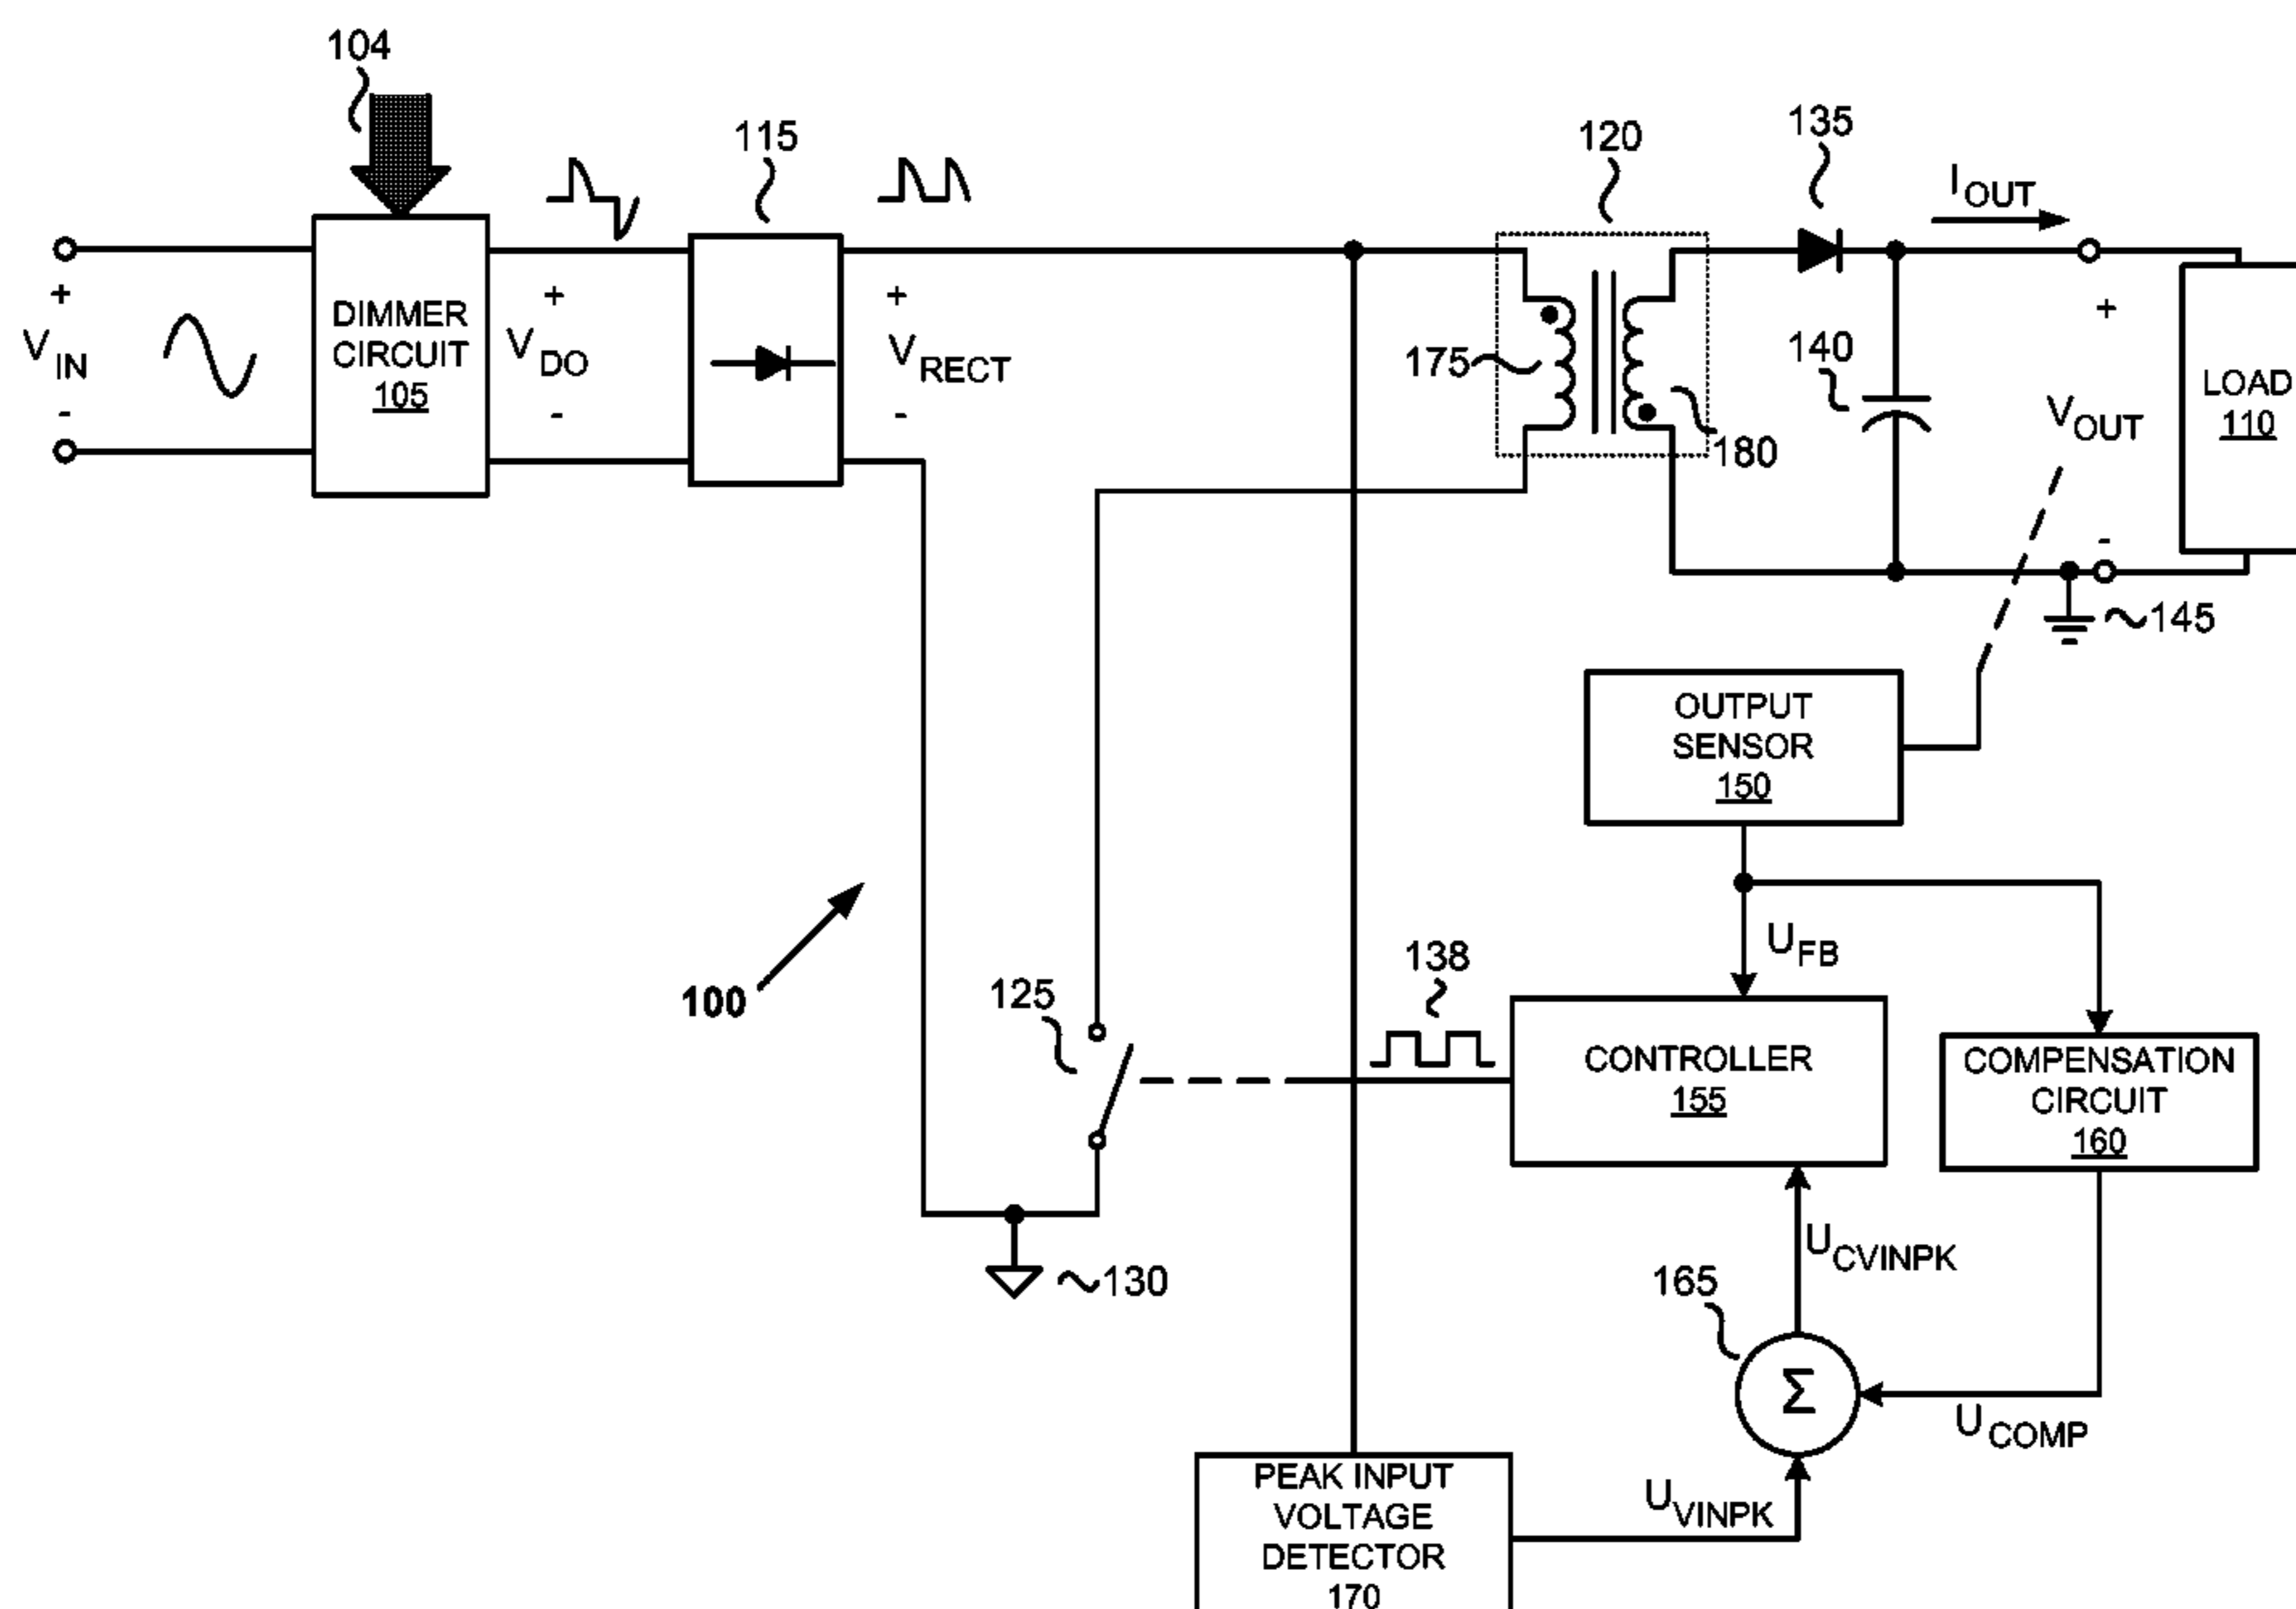 104
115
120
135
I OUT
+
V IN
-
DIMMER
CIRCUIT
105
+
V DO
-
+
V RECT
-
175
180
140
+
V OUT
-
LOAD
110
145
OUTPUT
SENSOR
150
100
125
138
U FB
CONTROLLER
155
COMPENSATION
CIRCUIT
160
130
U CVINPK
165
Σ
U COMP
PEAK INPUT
VOLTAGE
DETECTOR
170
U VINPK